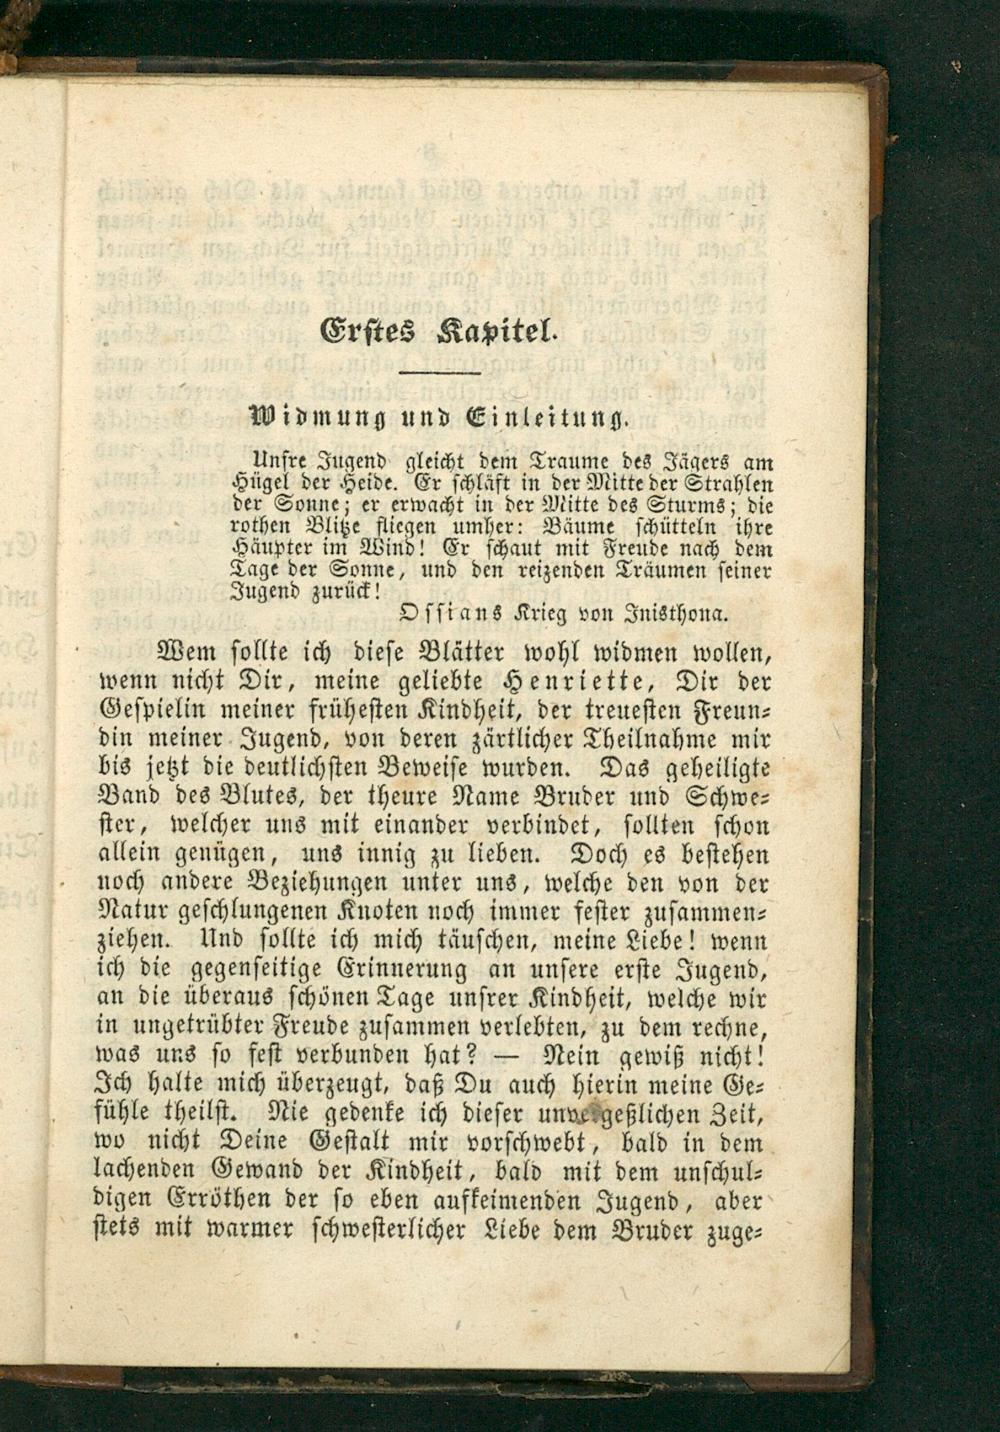 Erstes Kapitel.
Widmung und Einleitung.
Unsre Jugend gleicht dem Traume des Jägers am
Hügel der Heide. Er schläft in der Mitte der Strahlen
der Sonne; er erwacht in der Mitte des Sturms; die
rothen Blitze fliegen umher: Bäume schütteln ihre
Häupter im Wind! Er schaut mit Freude nach dem
Tage der Sonne, und den reizenden Träumen seiner
Jugend zurück!
Ossians Krieg von Inisthona.
Wem sollte ich diese Blätter wohl widmen wollen,
wenn nicht Dir, meine geliebte Henriette, Dir der
Gespielin meiner frühesten Kindheit, der treuesten Freun-
din meiner Jugend, von deren zärtlicher Theilnahme mir
bis jetzt die deutlichsten Beweise wurden. Das geheiligte
Band des Blutes, der theure Name Bruder und Schwe-
ster, welcher uns mit einander verbindet, sollten schon
allein genügen, uns innig zu lieben. Doch es bestehen
noch andere Beziehungen unter uns, welche den von der
Natur geschlungenen Knoten noch immer fester zusammen-
ziehen. Und sollte ich mich täuschen, meine Liebe! wenn
ich die gegenseitige Erinnerung an unsere erste Jugend,
an die überaus schönen Tage unsrer Kindheit, welche wir
in ungetrübter Freude zusammen verlebten, zu dem rechne,
was uns so fest verbunden hat? — Nein gewiß nicht!
Ich halte mich überzeugt, daß Du auch hierin meine Ge-
fühle theilst. Nie gedenke ich dieser unvergeßlichen Zeit,
wo nicht Deine Gestalt mir vorschwebt, bald in dem
lachenden Gewand der Kindheit, bald mit dem unschul-
digen Erröthen der so eben aufkeimenden Jugend, aber
stets mit warmer schwesterlicher Liebe dem Bruder zuge-